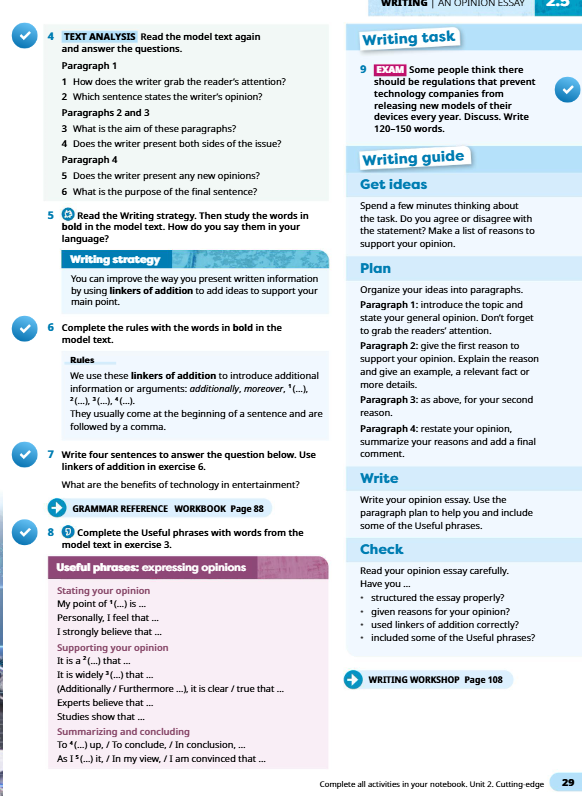 WRITING | AN OPINION ESSAY 2.5
4 TEXT ANALYSIS Read the model text again
and answer the questions.
Paragraph 1
1 How does the writer grab the reader's attention?
2 Which sentence states the writer's opinion?
Paragraphs 2 and 3
3 What is the aim of these paragraphs?
4 Does the writer present both sides of the issue?
Paragraph 4
5 Does the writer present any new opinions?
6 What is the purpose of the final sentence?
5 Read the Writing strategy. Then study the words in
bold in the model text. How do you say them in your
language?
Writing strategy
You can improve the way you present written information
by using linkers of addition to add ideas to support your
main point.
6 Complete the rules with the words in bold in the
model text.
Rules
We use these linkers of addition to introduce additional
information or arguments: additionally, moreover, ¹(...),
²(...), ³(...), ⁴(...).
They usually come at the beginning of a sentence and are
followed by a comma.
7 Write four sentences to answer the question below. Use
linkers of addition in exercise 6.
What are the benefits of technology in entertainment?
GRAMMAR REFERENCE WORKBOOK Page 88
8 Complete the Useful phrases with words from the
model text in exercise 3.
Useful phrases: expressing opinions
Stating your opinion
My point of ¹(...) is ...
Personally, I feel that ...
I strongly believe that ...
Supporting your opinion
It is a ²(...) that ...
It is widely ³(...) that ...
(Additionally / Furthermore ...), it is clear / true that ...
Experts believe that ...
Studies show that ...
Summarizing and concluding
To ⁴(...) up, / To conclude, / In conclusion, ...
As I ⁵(...) it, / In my view, / I am convinced that ...
Writing task
9 EXAM Some people think there
should be regulations that prevent
technology companies from
releasing new models of their
devices every year. Discuss. Write
120–150 words.
Writing guide
Get ideas
Spend a few minutes thinking about
the task. Do you agree or disagree with
the statement? Make a list of reasons to
support your opinion.
Plan
Organize your ideas into paragraphs.
Paragraph 1: introduce the topic and
state your general opinion. Don't forget
to grab the readers' attention.
Paragraph 2: give the first reason to
support your opinion. Explain the reason
and give an example, a relevant fact or
more details.
Paragraph 3: as above, for your second
reason.
Paragraph 4: restate your opinion,
summarize your reasons and add a final
comment.
Write
Write your opinion essay. Use the
paragraph plan to help you and include
some of the Useful phrases.
Check
Read your opinion essay carefully.
Have you ...
• structured the essay properly?
• given reasons for your opinion?
• used linkers of addition correctly?
• included some of the Useful phrases?
WRITING WORKSHOP Page 108
Complete all activities in your notebook. Unit 2. Cutting-edge 29